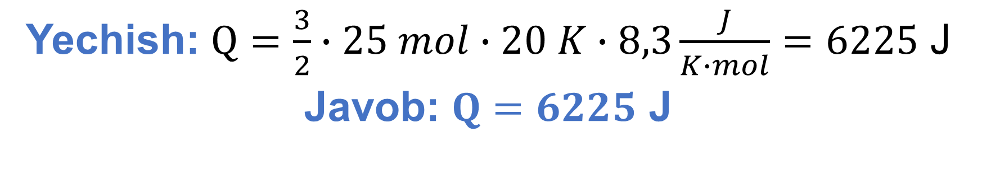 Yechish: Q = 3/2 · 25 mol · 20 K · 8,3 J/(K·mol) = 6225 J
Javob: Q = 6225 J